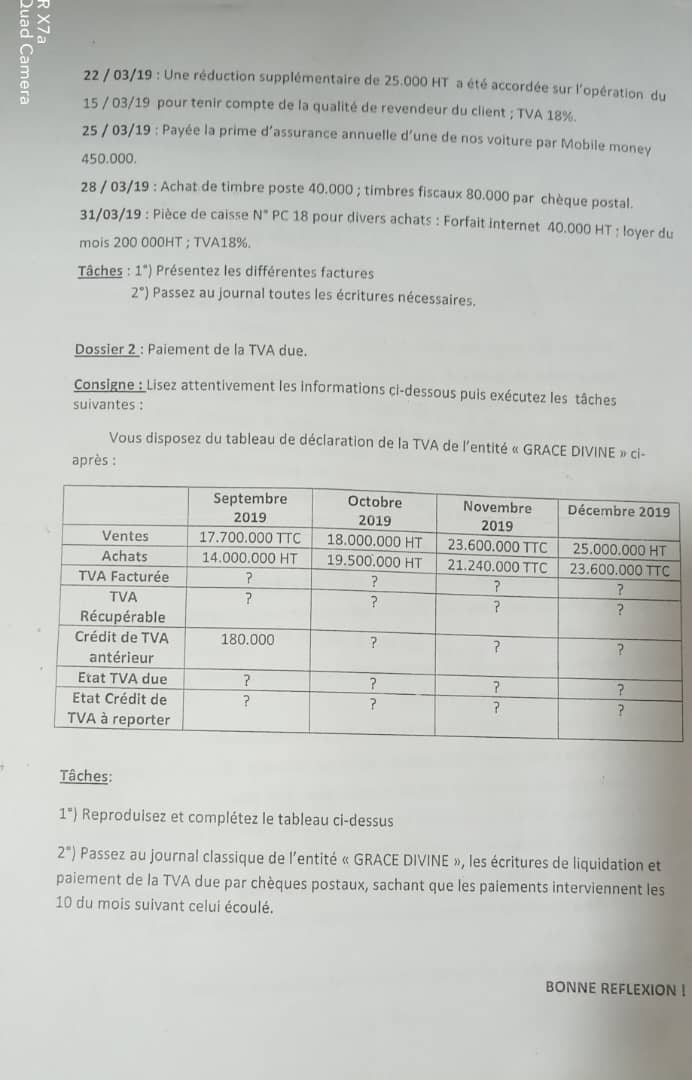 R X7a
Quad Camera
22 / 03/19 : Une réduction supplémentaire de 25.000 HT a été accordée sur l'opération du
15 / 03/19 pour tenir compte de la qualité de revendeur du client ; TVA 18%.
25 / 03/19 : Payée la prime d'assurance annuelle d'une de nos voiture par Mobile money
450.000.
28 / 03/19 : Achat de timbre poste 40.000 ; timbres fiscaux 80.000 par chèque postal.
31/03/19 : Pièce de caisse N° PC 18 pour divers achats : Forfait internet 40.000 HT ; loyer du
mois 200 000HT ; TVA18%.
Tâches : 1°) Présentez les différentes factures
2°) Passez au journal toutes les écritures nécessaires.
Dossier 2 : Paiement de la TVA due.
Consigne : Lisez attentivement les informations ci-dessous puis exécutez les tâches
suivantes :
Vous disposez du tableau de déclaration de la TVA de l'entité « GRACE DIVINE » ci-
après :
Septembre 2019 Octobre 2019 Novembre 2019 Décembre 2019
Ventes 17.700.000 TTC 18.000.000 HT 23.600.000 TTC 25.000.000 HT
Achats 14.000.000 HT 19.500.000 HT 21.240.000 TTC 23.600.000 TTC
TVA Facturée ? ? ? ?
TVA Récupérable ? ? ? ?
Crédit de TVA antérieur 180.000 ? ? ?
Etat TVA due ? ? ? ?
Etat Crédit de TVA à reporter ? ? ? ?
Tâches:
1°) Reproduisez et complétez le tableau ci-dessus
2°) Passez au journal classique de l'entité « GRACE DIVINE », les écritures de liquidation et
paiement de la TVA due par chèques postaux, sachant que les paiements interviennent les
10 du mois suivant celui écoulé.
BONNE REFLEXION !